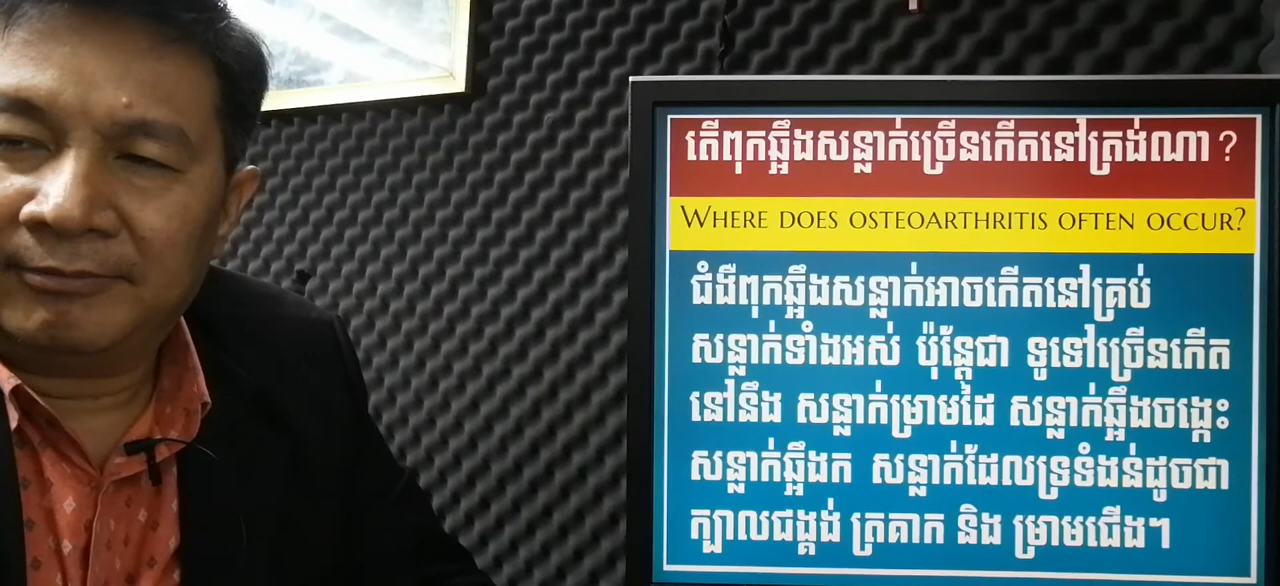 តើពុកឆ្អឹងសន្លាក់ច្រើនកើតនៅត្រង់ណា ?
Where does osteoarthritis often occur?
ជំងឺពុកឆ្អឹងសន្លាក់អាចកើតនៅគ្រប់
សន្លាក់ទាំងអស់ ប៉ុន្តែជា ទូទៅច្រើនកើត
នៅនឹង សន្លាក់ម្រាមដៃ សន្លាក់ឆ្អឹងចង្កេះ
សន្លាក់ឆ្អឹងក សន្លាក់ដែលទ្រទំងន់ដូចជា
ក្បាលជង្គង់ ត្រគាក និង ម្រាមជើង។